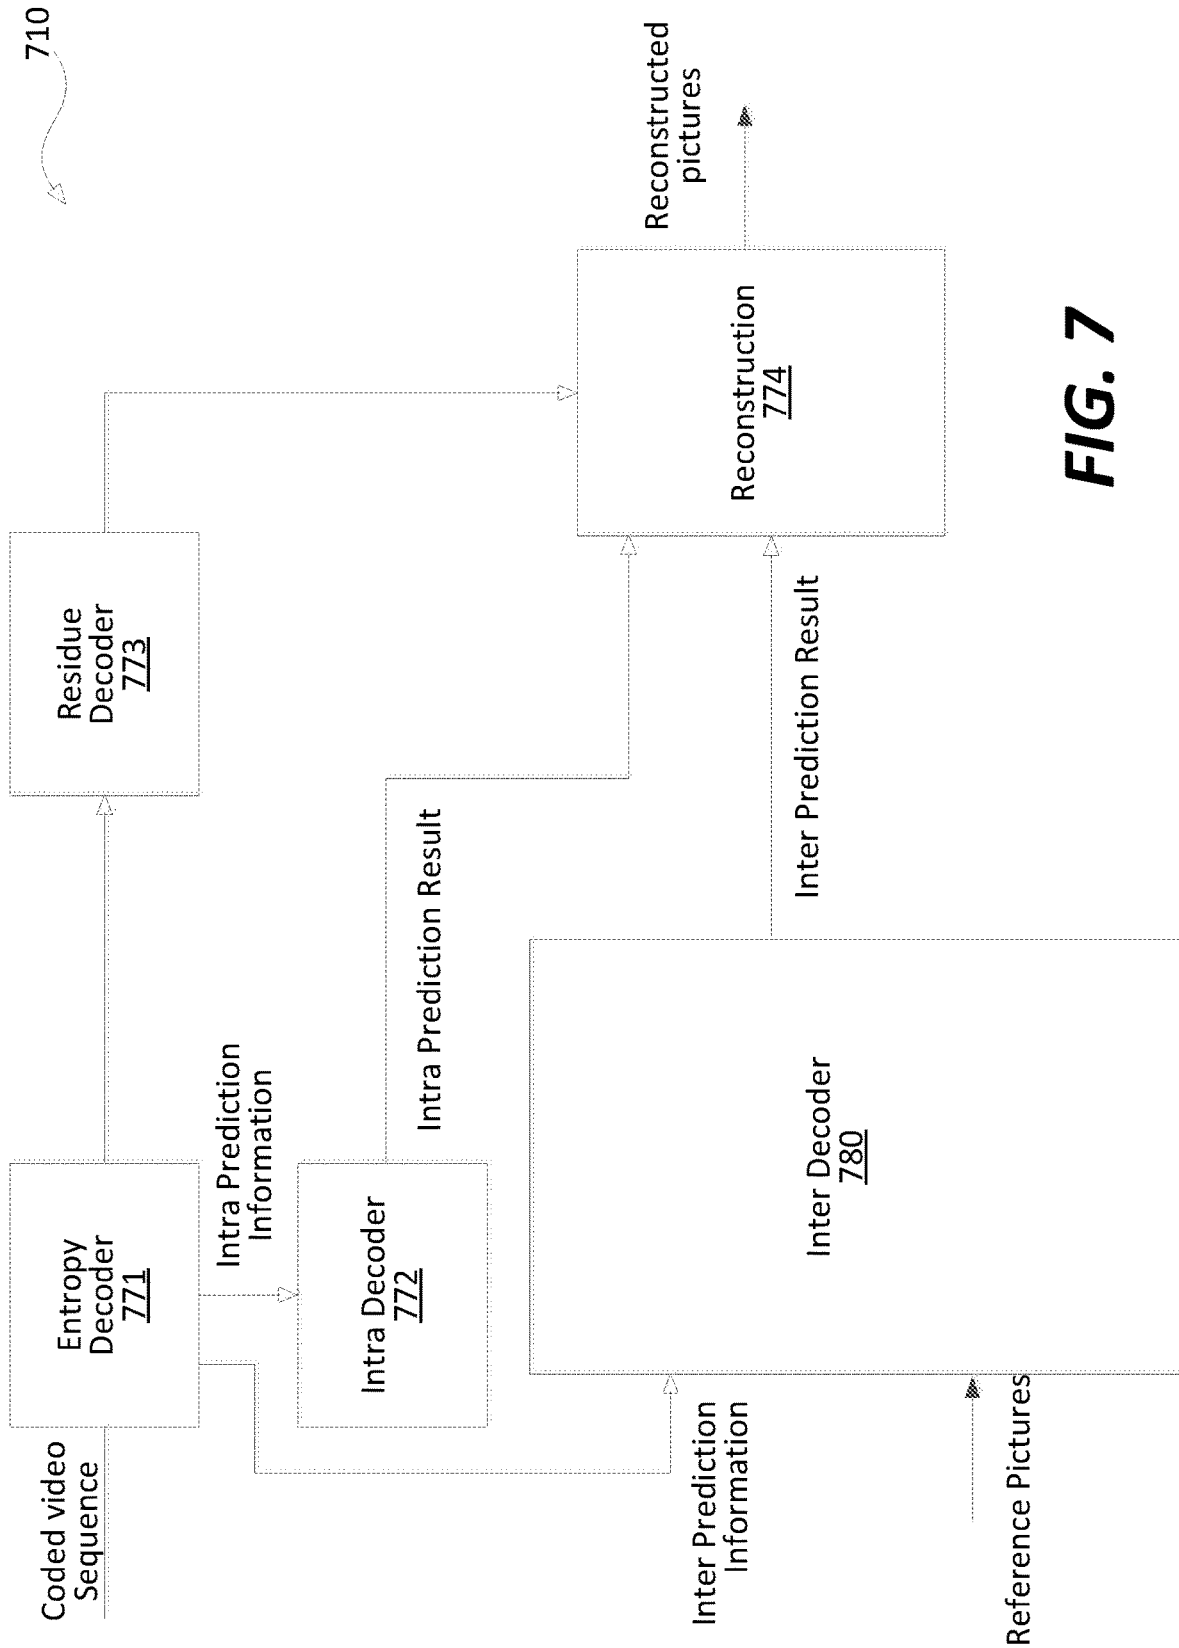 710
Coded video
Sequence
Entropy
Decoder
771
Residue
Decoder
773
Intra Prediction
Information
Intra Decoder
772
Intra Prediction Result
Inter Prediction
Information
Reference Pictures
Inter Decoder
780
Inter Prediction Result
Reconstruction
774
Reconstructed
pictures
FIG. 7